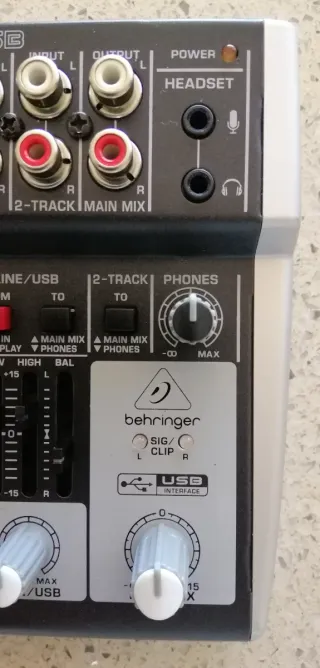 INPUT
OUTPUT
POWER
L
L
HEADSET
R
R
2-TRACK
MAIN MIX
LINE/USB
2-TRACK
PHONES
TO
TO
▲ MAIN MIX
▼ PHONES
▲ MAIN MIX
▼ PHONES
-∞
MAX
HIGH
BAL
+15
L
0
-15
R
behringer
SIG/
CLIP
L
R
USB
INTERFACE
0
MAX
15